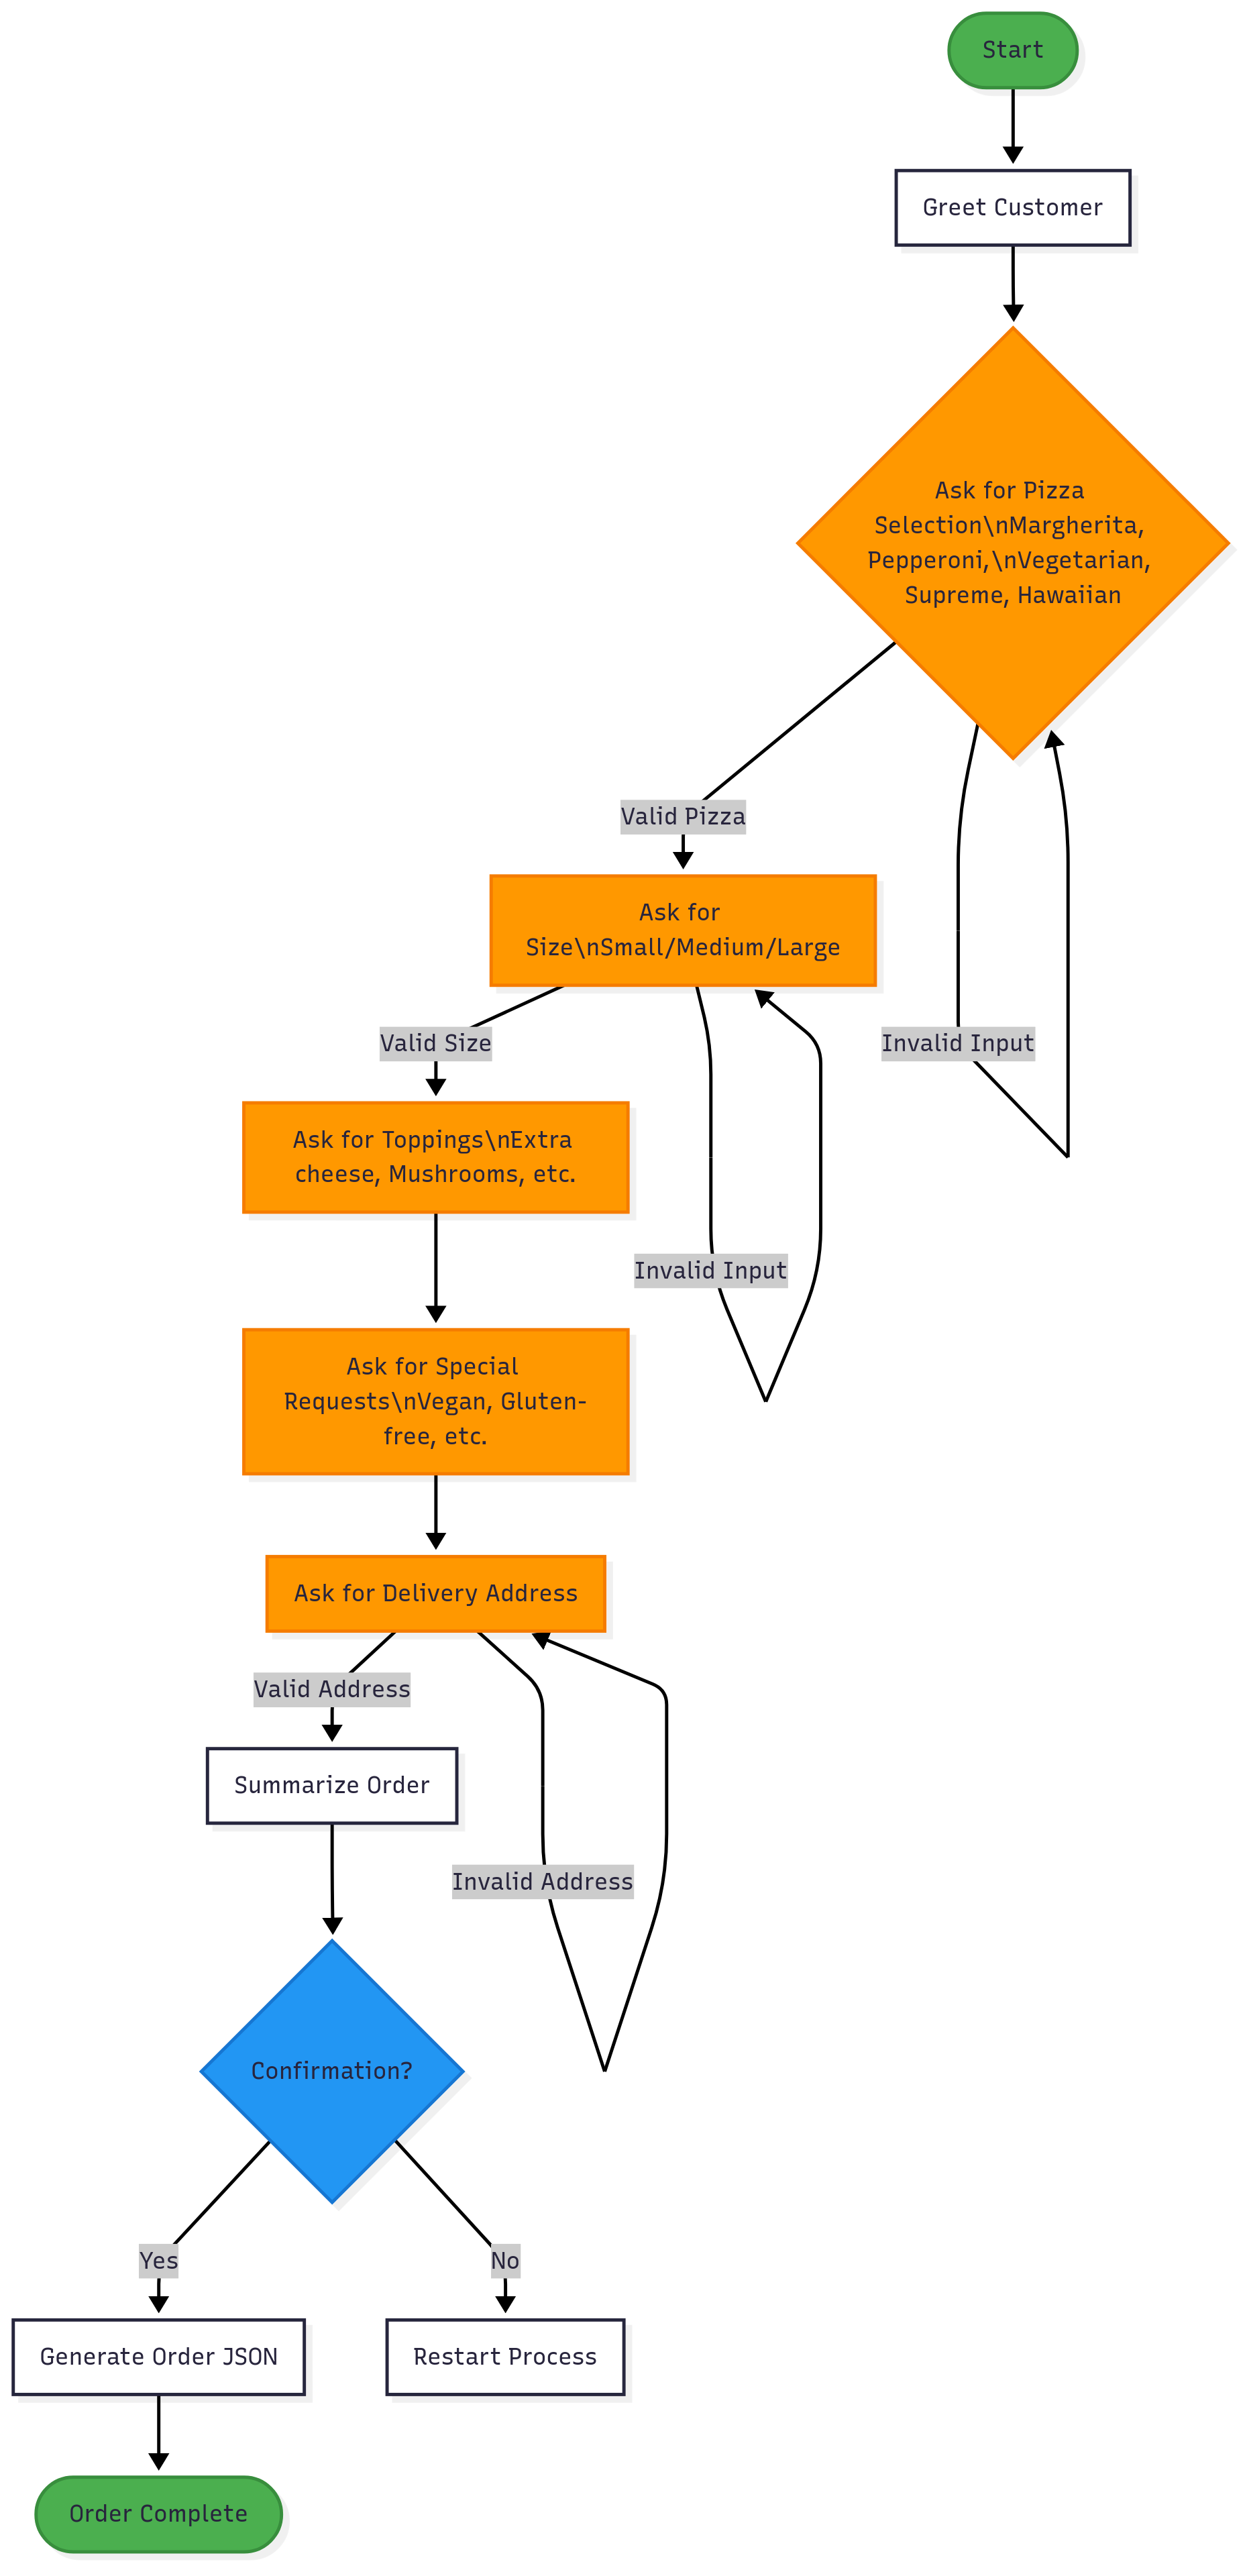 Start
Greet Customer
Ask for Pizza
Selection\nMargherita,
Pepperoni,\nVegetarian,
Supreme, Hawaiian
Valid Pizza
Ask for
Size\nSmall/Medium/Large
Valid Size
Invalid Input
Ask for Toppings\nExtra
cheese, Mushrooms, etc.
Invalid Input
Ask for Special
Requests\nVegan, Gluten-
free, etc.
Ask for Delivery Address
Valid Address
Summarize Order
Invalid Address
Confirmation?
Yes
No
Generate Order JSON
Restart Process
Order Complete